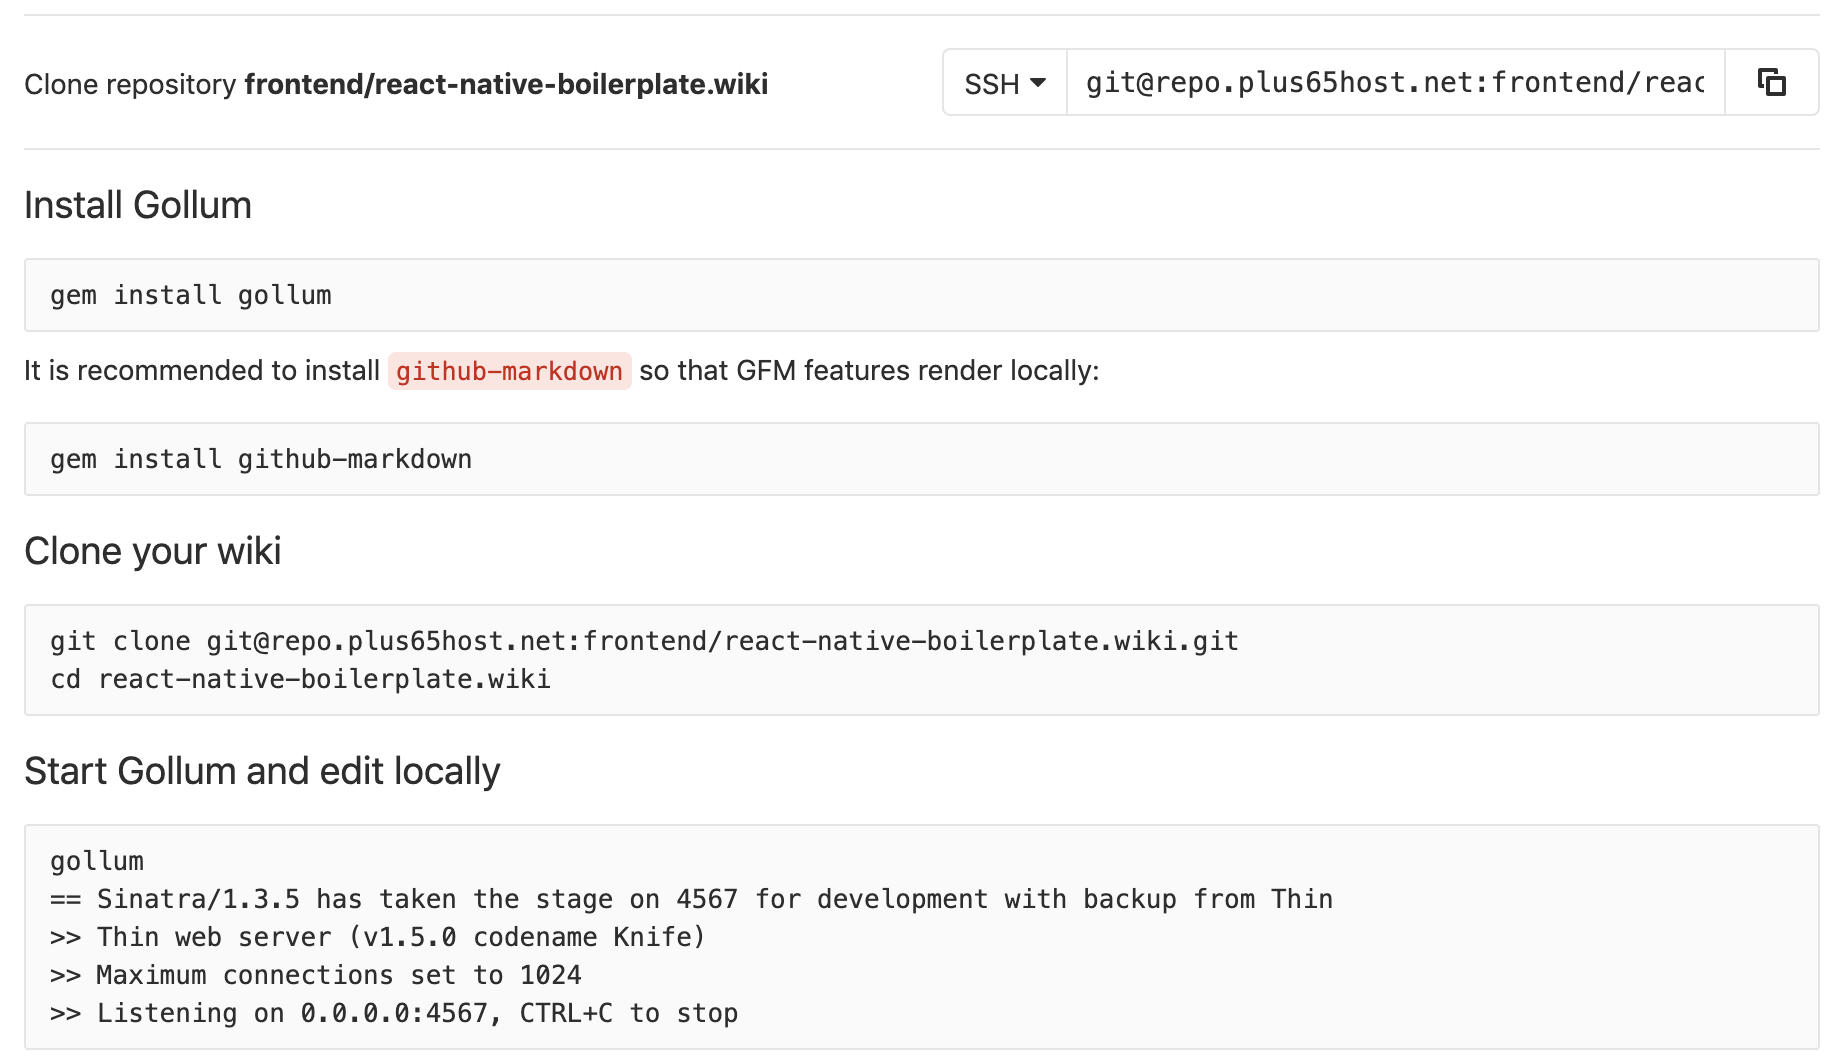 Clone repository frontend/react-native-boilerplate.wiki
SSH git@repo.plus65host.net:frontend/reac
Install Gollum
gem install gollum
It is recommended to install github-markdown so that GFM features render locally:
gem install github-markdown
Clone your wiki
git clone git@repo.plus65host.net:frontend/react-native-boilerplate.wiki.git
cd react-native-boilerplate.wiki
Start Gollum and edit locally
gollum
== Sinatra/1.3.5 has taken the stage on 4567 for development with backup from Thin
>> Thin web server (v1.5.0 codename Knife)
>> Maximum connections set to 1024
>> Listening on 0.0.0.0:4567, CTRL+C to stop